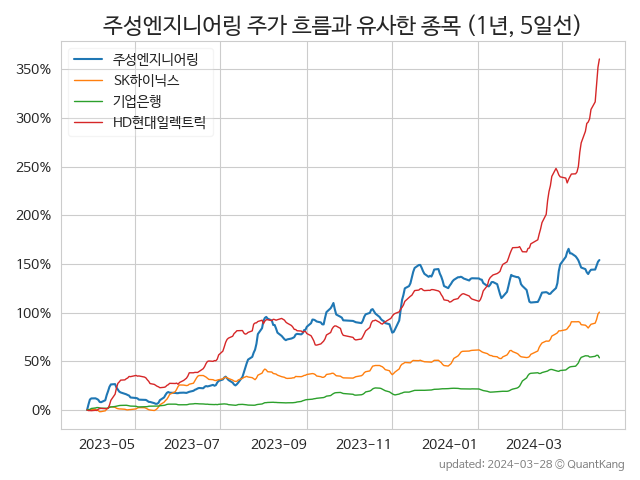 주성엔지니어링 주가 흐름과 유사한 종목 (1년, 5일선)
주성엔지니어링
SK하이닉스
기업은행
HD현대일렉트릭
350%
300%
250%
200%
150%
100%
50%
0%
2023-05 2023-07 2023-09 2023-11 2024-01 2024-03
updated: 2024-03-28 © QuantKang